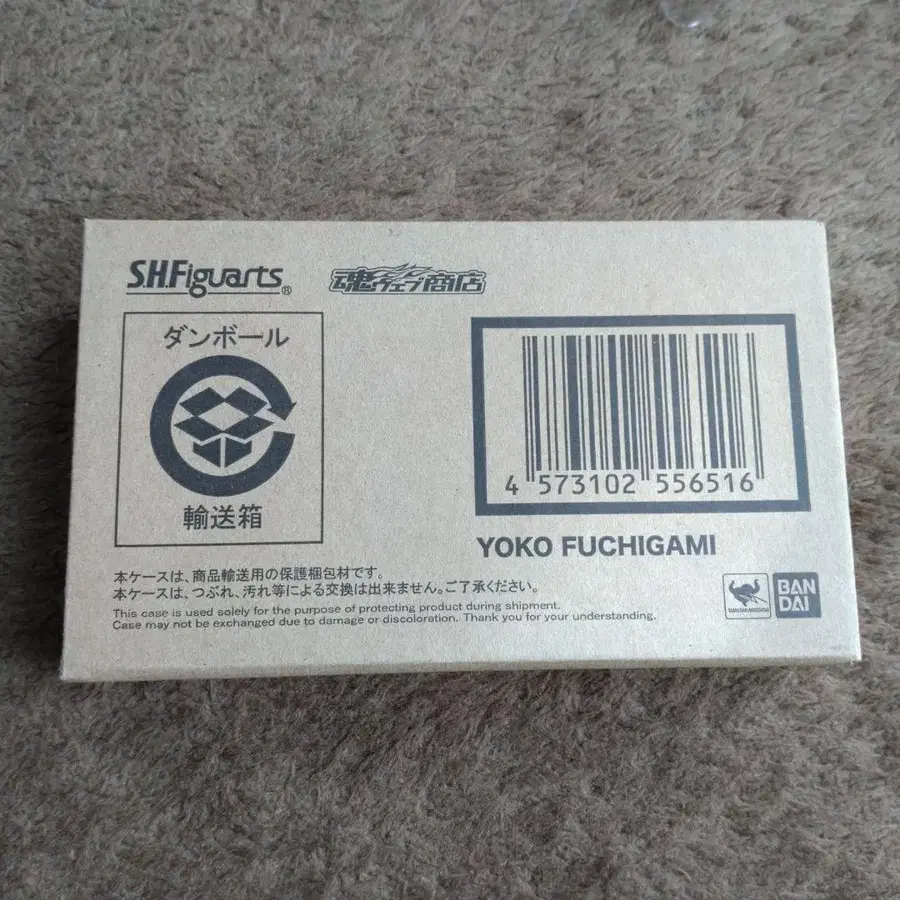 S.H.Figuarts®
魂ウェブ商店
ダンボール
輸送箱
4 573102 556516
YOKO FUCHIGAMI
本ケースは、商品輸送用の保護梱包材です。
本ケースは、つぶれ、汚れ等による交換は出来ません。ご了承ください。
This case is used solely for the purpose of protecting product during shipment.
Case may not be exchanged due to damage or discoloration. Thank you for your understanding.
BAN
DAI